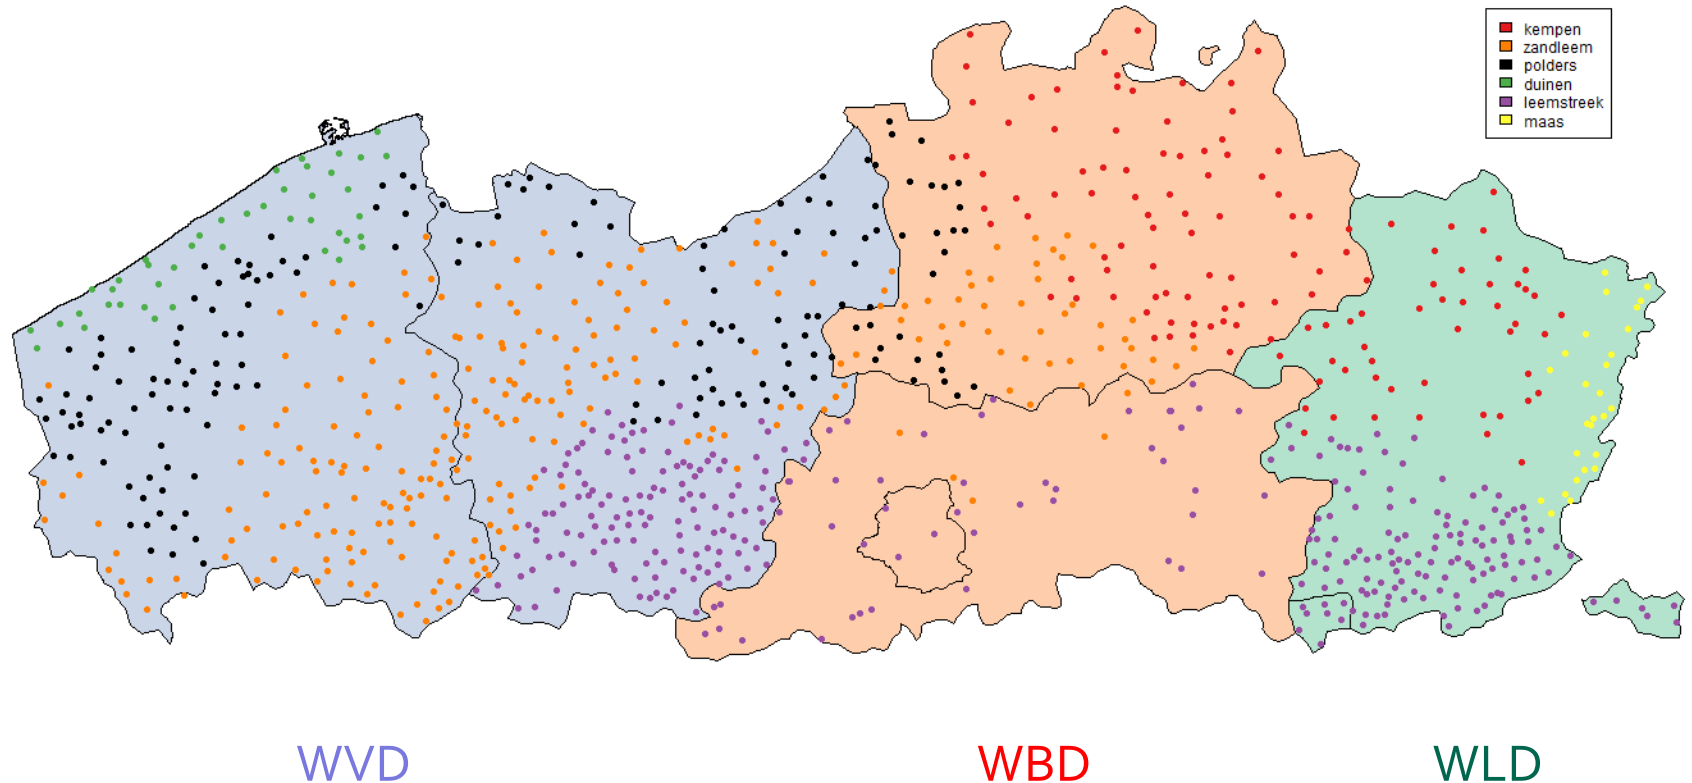 kempen
zandleem
polders
duinen
leemstreek
maas
WVD
WBD
WLD